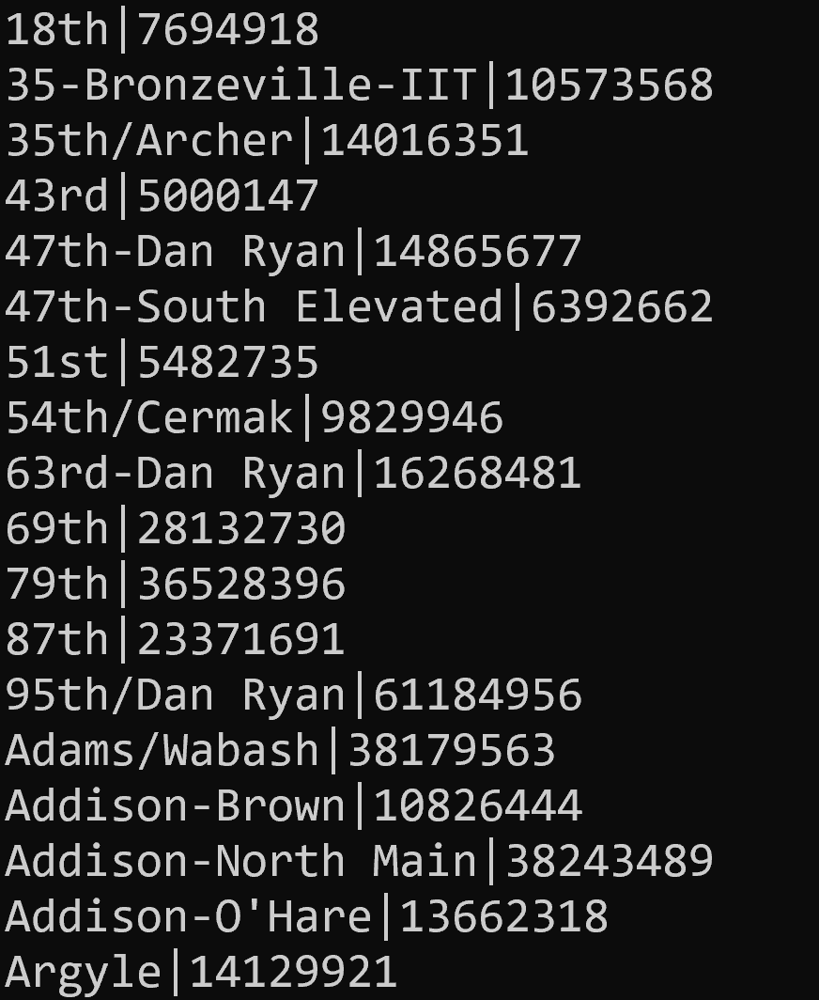 18th|7694918
35-Bronzeville-IIT|10573568
35th/Archer|14016351
43rd|5000147
47th-Dan Ryan|14865677
47th-South Elevated|6392662
51st|5482735
54th/Cermak|9829946
63rd-Dan Ryan|16268481
69th|28132730
79th|36528396
87th|23371691
95th/Dan Ryan|61184956
Adams/Wabash|38179563
Addison-Brown|10826444
Addison-North Main|38243489
Addison-O'Hare|13662318
Argyle|14129921